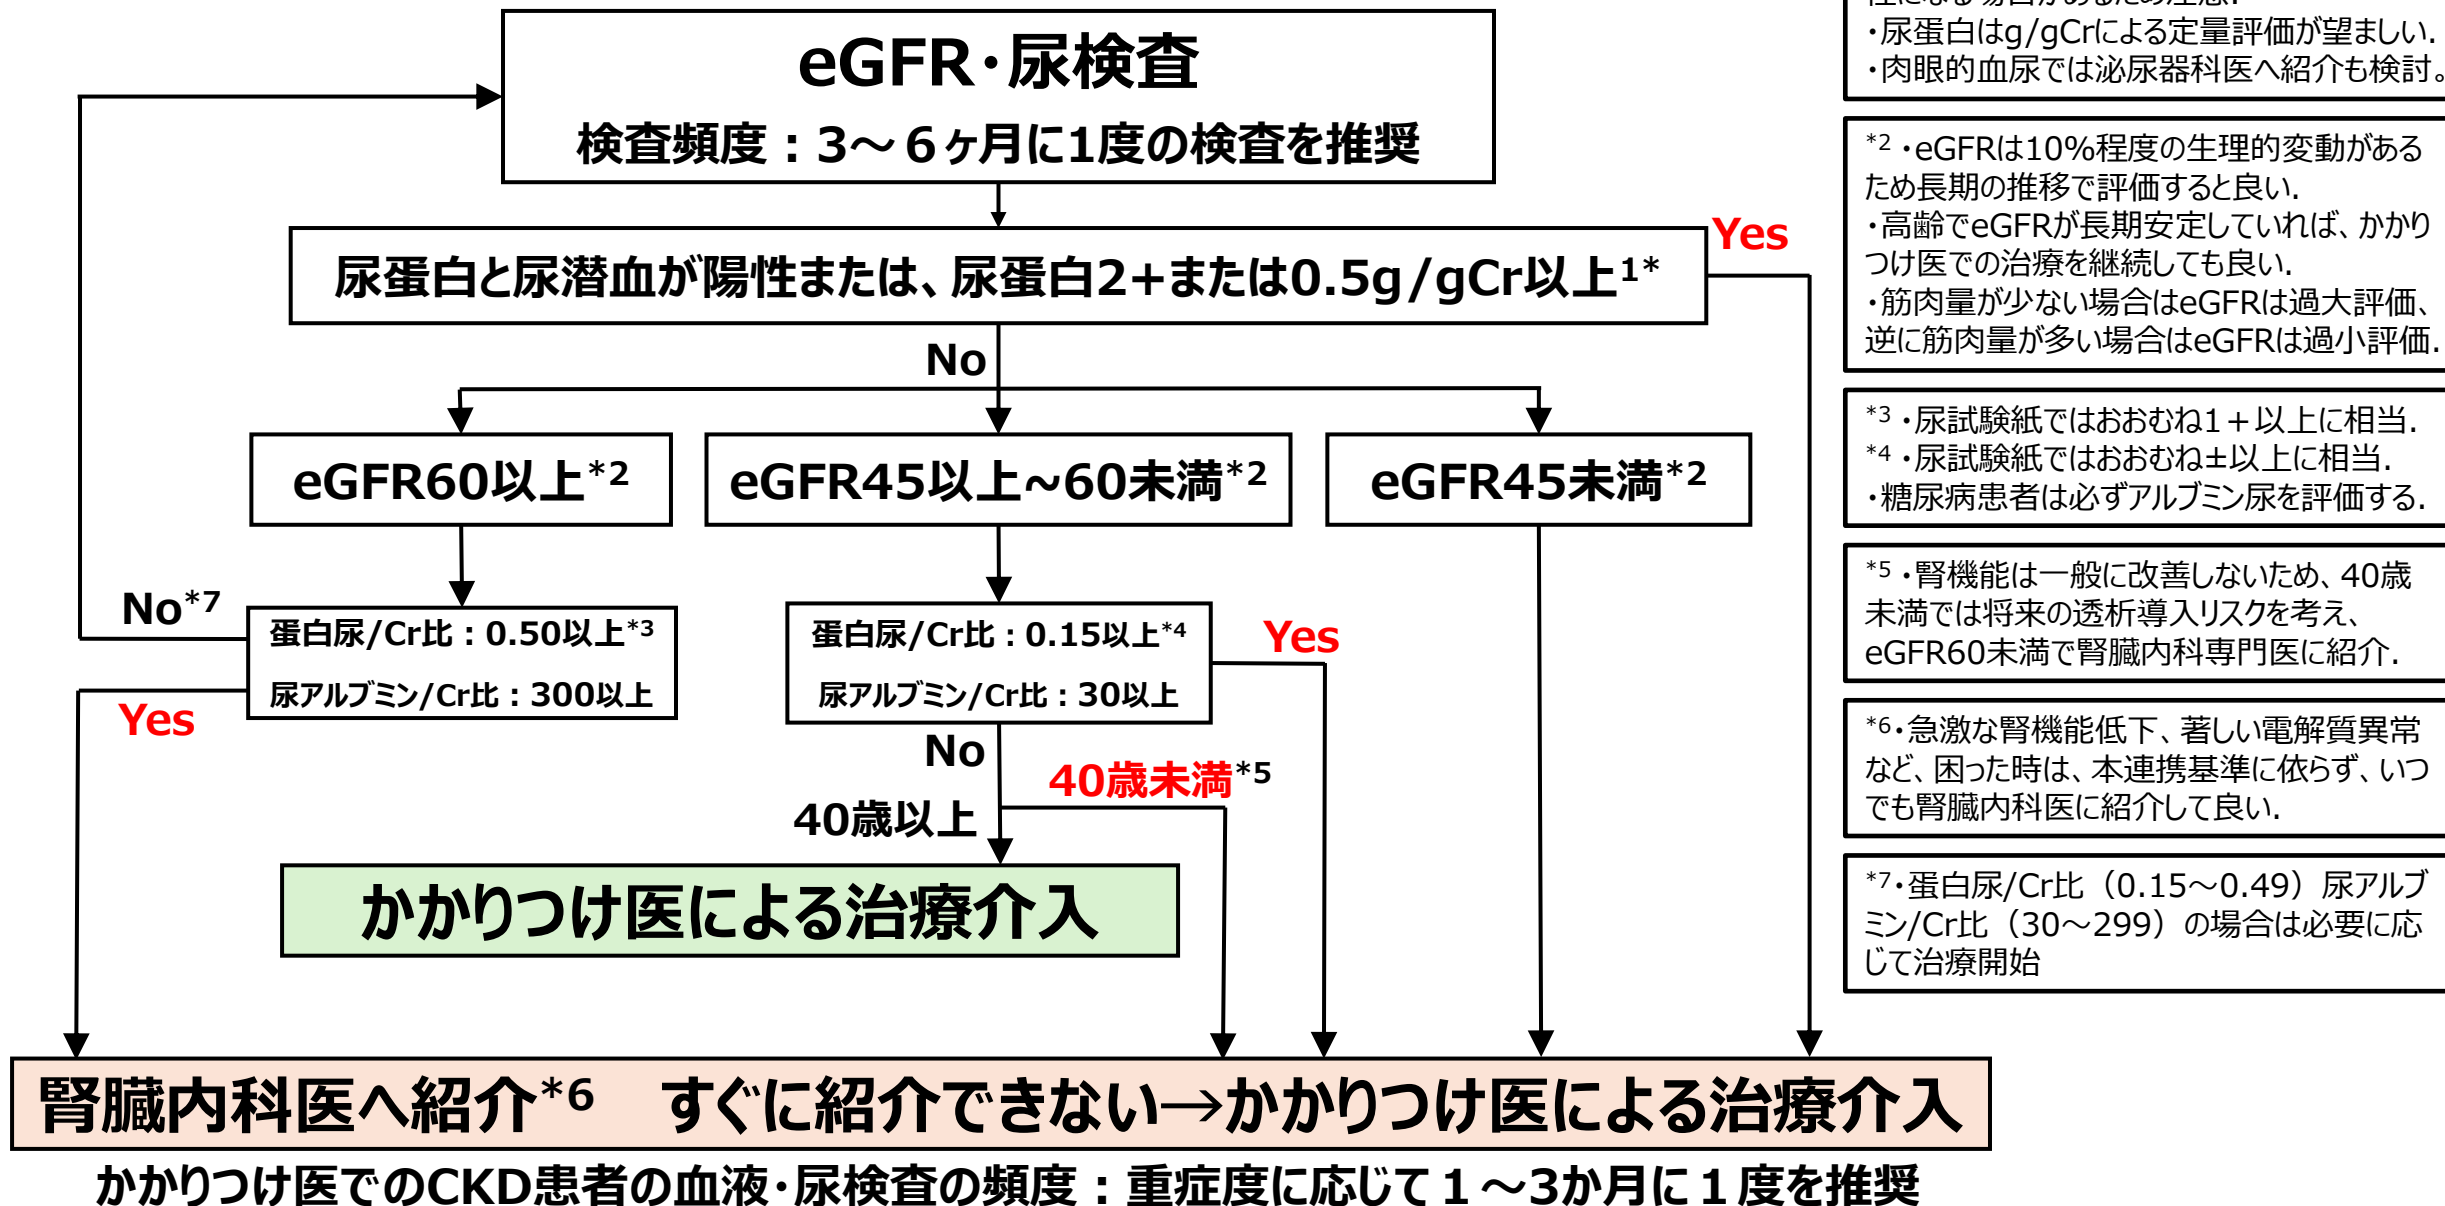 eGFR・尿検査
検査頻度：3～6ヶ月に1度の検査を推奨
尿蛋白と尿潜血が陽性または、尿蛋白2+または0.5g/gCr以上1*
Yes
No
eGFR60以上*2
eGFR45以上~60未満*2
eGFR45未満*2
No*7
蛋白尿/Cr比：0.50以上*3
尿アルブミン/Cr比：300以上
Yes
蛋白尿/Cr比：0.15以上*4
尿アルブミン/Cr比：30以上
Yes
No
40歳未満*5
40歳以上
かかりつけ医による治療介入
腎臓内科医へ紹介*6　すぐに紹介できない→かかりつけ医による治療介入
かかりつけ医でのCKD患者の血液・尿検査の頻度：重症度に応じて１～3か月に１度を推奨
・尿蛋白はg/gCrによる定量評価が望ましい.
・肉眼的血尿では泌尿器科医へ紹介も検討。
*2・eGFRは10%程度の生理的変動がある
ため長期の推移で評価すると良い.
・高齢でeGFRが長期安定していれば、かかり
つけ医での治療を継続しても良い.
・筋肉量が少ない場合はeGFRは過大評価、
逆に筋肉量が多い場合はeGFRは過小評価.
*3・尿試験紙ではおおむね1＋以上に相当.
*4・尿試験紙ではおおむね±以上に相当.
・糖尿病患者は必ずアルブミン尿を評価する.
*5・腎機能は一般に改善しないため、40歳
未満では将来の透析導入リスクを考え、
eGFR60未満で腎臓内科専門医に紹介.
*6・急激な腎機能低下、著しい電解質異常
など、困った時は、本連携基準に依らず、いつ
でも腎臓内科医に紹介して良い.
*7・蛋白尿/Cr比（0.15～0.49）尿アルブ
ミン/Cr比（30～299）の場合は必要に応
じて治療開始